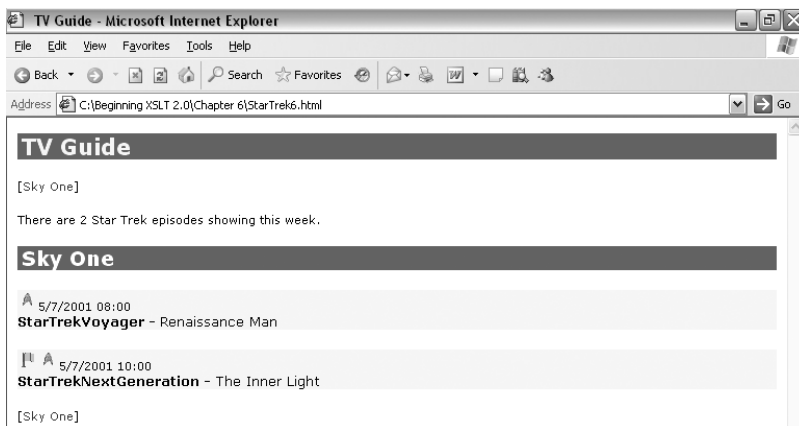 TV Guide - Microsoft Internet Explorer
File Edit View Favorites Tools Help
Back Search Favorites
Address C:\Beginning XSLT 2.0\Chapter 6\StarTrek6.html Go
TV Guide
[Sky One]
There are 2 Star Trek episodes showing this week.
Sky One
5/7/2001 08:00
StarTrekVoyager - Renaissance Man
5/7/2001 10:00
StarTrekNextGeneration - The Inner Light
[Sky One]